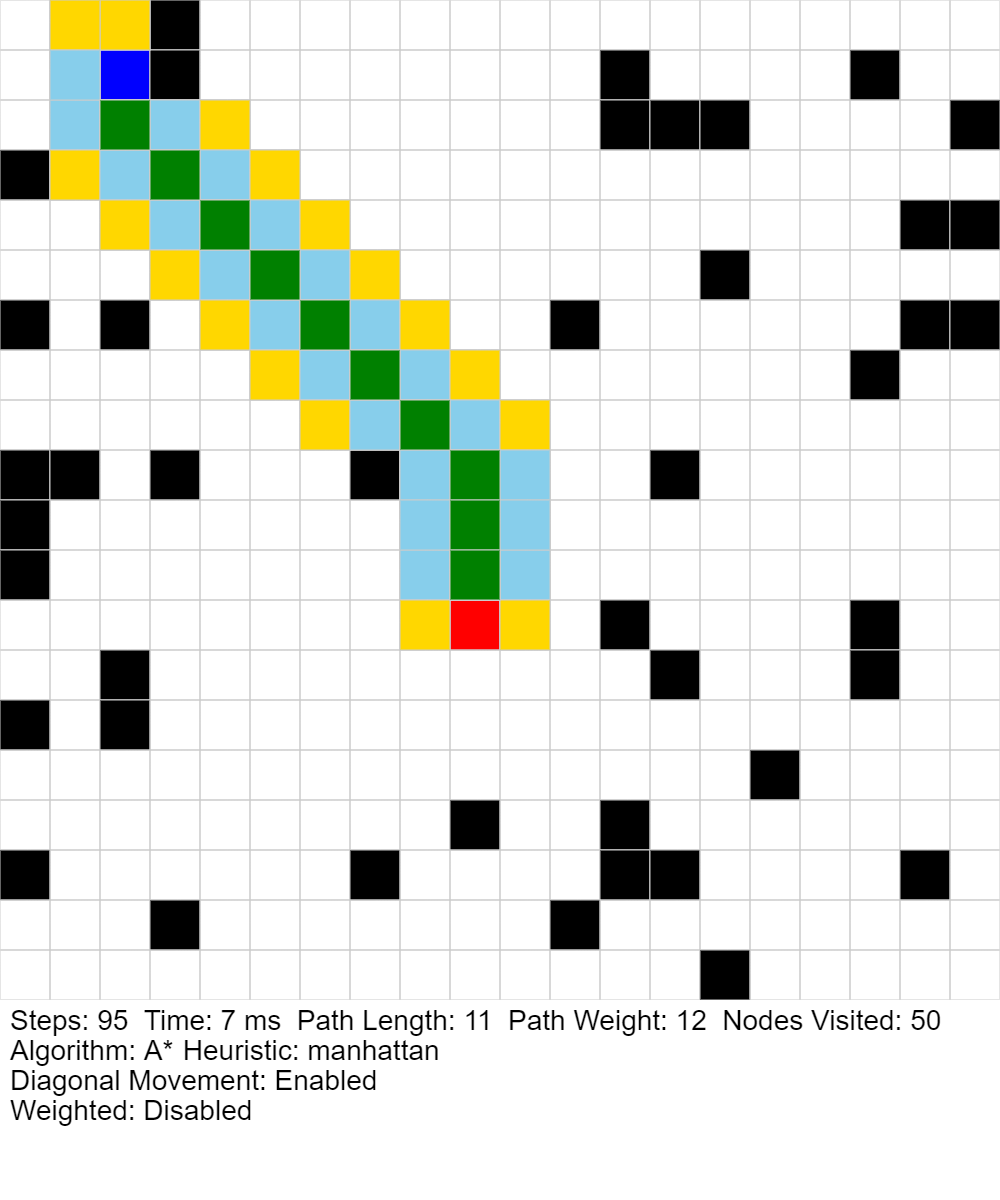 Steps: 95  Time: 7 ms  Path Length: 11  Path Weight: 12  Nodes Visited: 50
Algorithm: A* Heuristic: manhattan
Diagonal Movement: Enabled
Weighted: Disabled